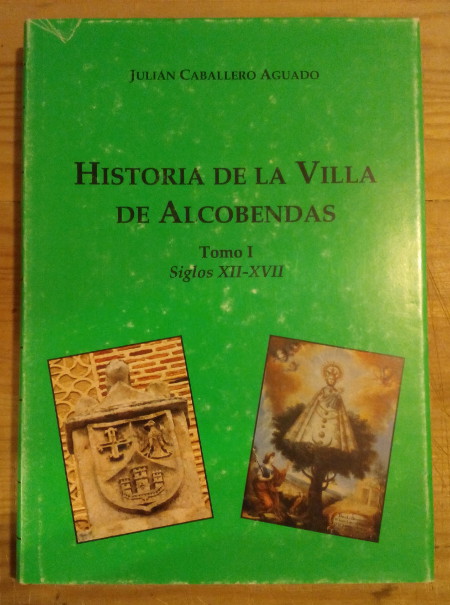 JULIÁN CABALLERO AGUADO
HISTORIA DE LA VILLA
DE ALCOBENDAS
Tomo I
Siglos XII-XVII